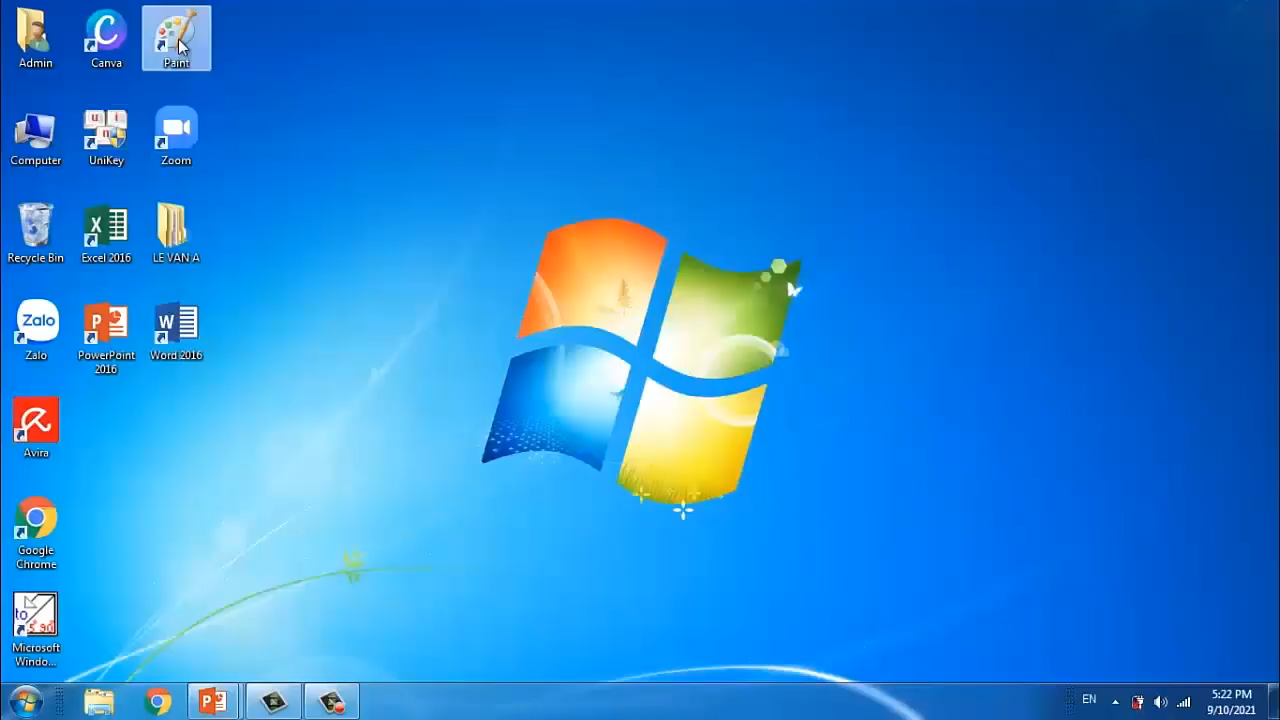 Admin
Canva
Paint
Computer
UniKey
Zoom
Recycle Bin
Excel 2016
LE VAN A
Zalo
Zalo
PowerPoint
2016
Word 2016
Avira
Google
Chrome
Microsoft
Windo...
EN
5:22 PM
9/10/2021